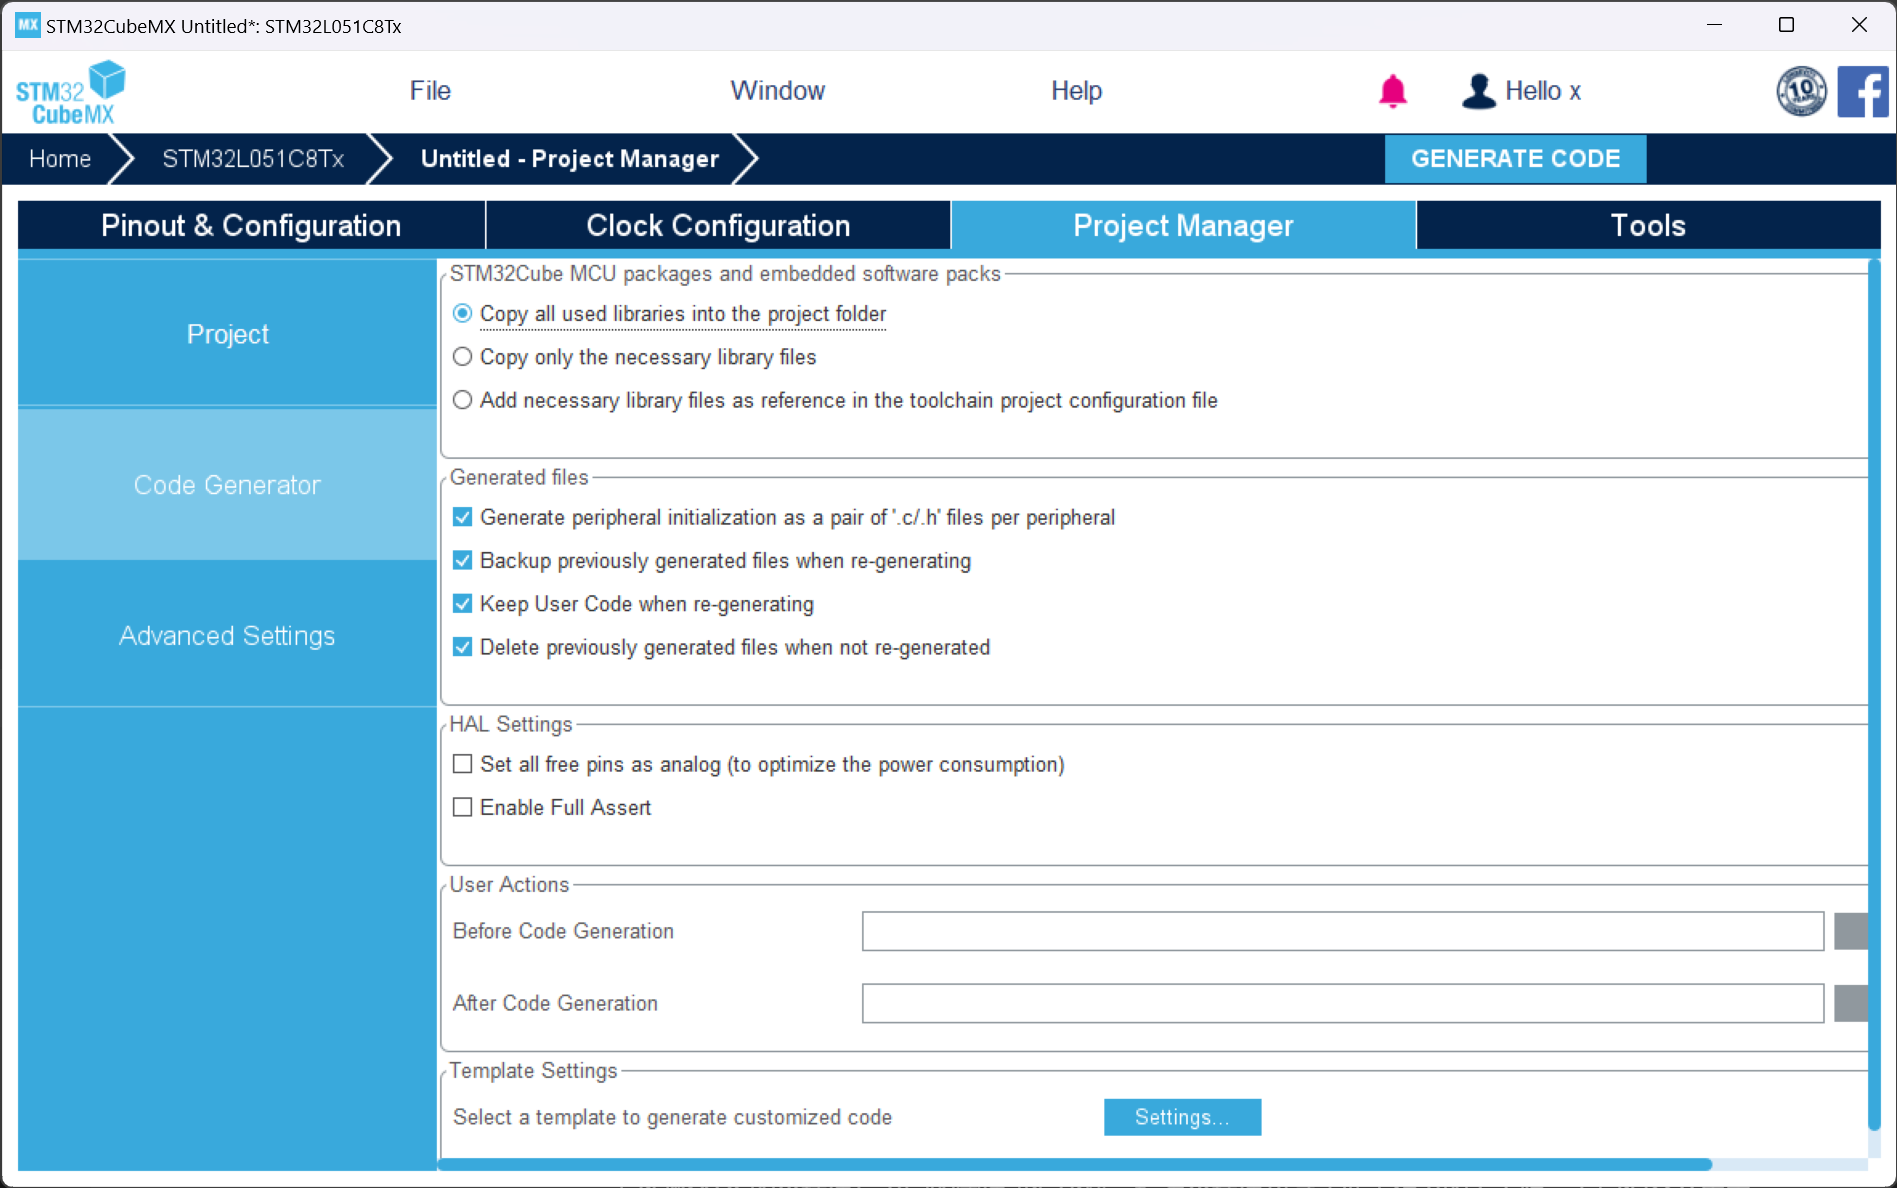 MX STM32CubeMX Untitled*: STM32L051C8Tx
STM32
CubeMX
File
Window
Help
Hello x
10
Home
STM32L051C8Tx
Untitled - Project Manager
GENERATE CODE
Pinout & Configuration
Clock Configuration
Project Manager
Tools
Project
Code Generator
Advanced Settings
STM32Cube MCU packages and embedded software packs
Copy all used libraries into the project folder
Copy only the necessary library files
Add necessary library files as reference in the toolchain project configuration file
Generated files
Generate peripheral initialization as a pair of '.c/.h' files per peripheral
Backup previously generated files when re-generating
Keep User Code when re-generating
Delete previously generated files when not re-generated
HAL Settings
Set all free pins as analog (to optimize the power consumption)
Enable Full Assert
User Actions
Before Code Generation
After Code Generation
Template Settings
Select a template to generate customized code
Settings...